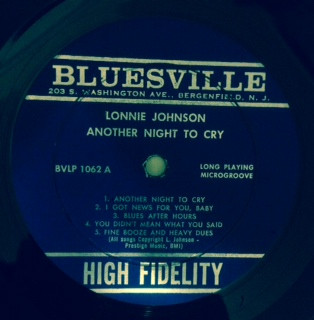 BLUESVILLE
203 S. WASHINGTON AVE., BERGENFIELD, N. J.
LONNIE JOHNSON
ANOTHER NIGHT TO CRY
BVLP 1062 A
LONG PLAYING
MICROGROOVE
1. ANOTHER NIGHT TO CRY
2. I GOT NEWS FOR YOU, BABY
3. BLUES AFTER HOURS
4. YOU DIDN'T MEAN WHAT YOU SAID
5. FINE BOOZE AND HEAVY DUES
(All songs Copyright L. Johnson -
Prestige Music, BMI)
HIGH FIDELITY